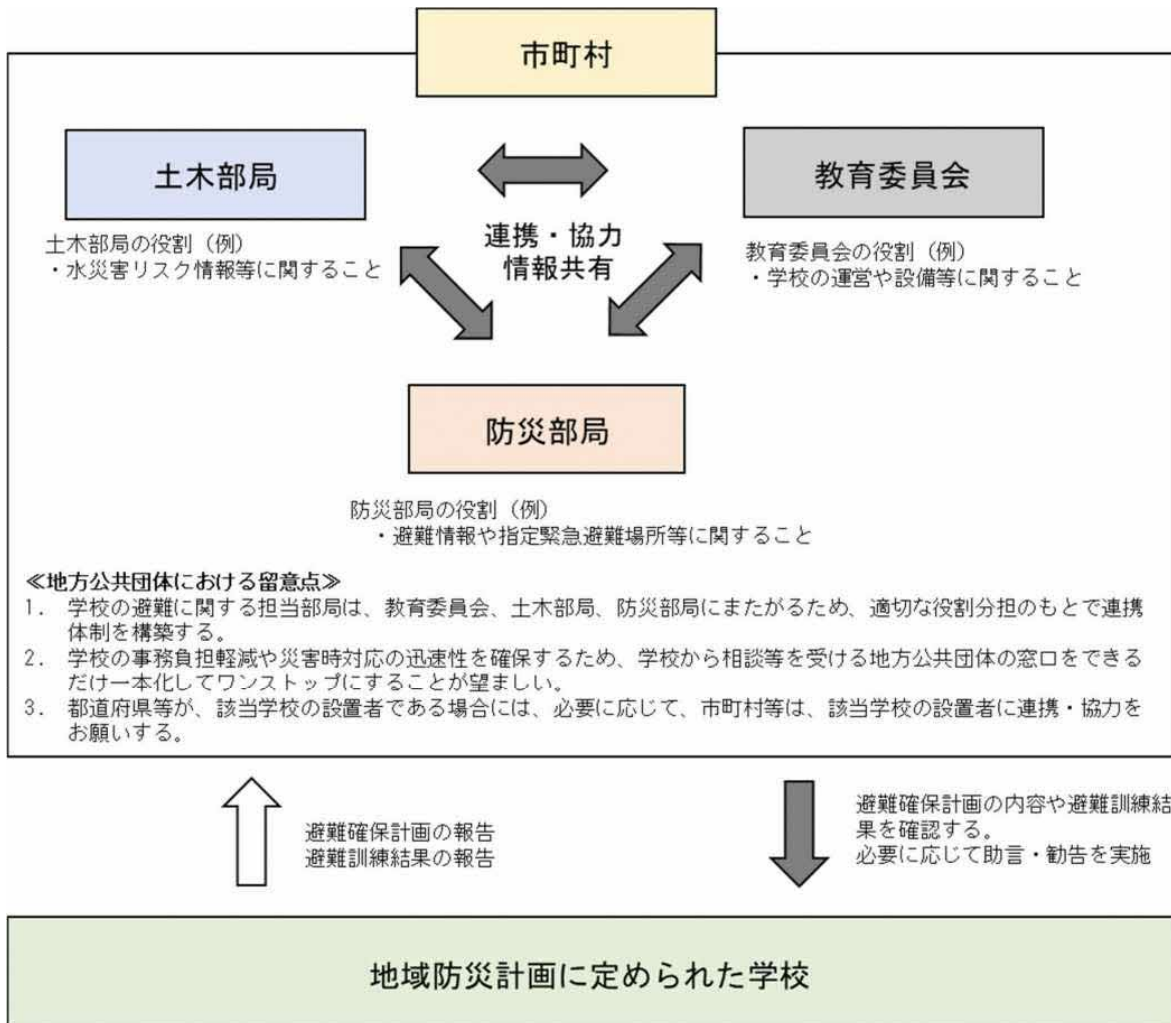 市町村
土木部局
教育委員会
土木部局の役割（例）
・水災害リスク情報等に関すること
連携・協力
情報共有
教育委員会の役割（例）
・学校の運営や設備等に関すること
防災部局
防災部局の役割（例）
・避難情報や指定緊急避難場所等に関すること
≪地方公共団体における留意点≫
1. 学校の避難に関する担当部局は、教育委員会、土木部局、防災部局にまたがるため、適切な役割分担のもとで連携
体制を構築する。
2. 学校の事務負担軽減や災害時対応の迅速性を確保するため、学校から相談等を受ける地方公共団体の窓口をできる
だけ一本化してワンストップにすることが望ましい。
3. 都道府県等が、該当学校の設置者である場合には、必要に応じて、市町村等は、該当学校の設置者に連携・協力を
お願いする。
避難確保計画の報告
避難訓練結果の報告
避難確保計画の内容や避難訓練結
果を確認する。
必要に応じて助言・勧告を実施
地域防災計画に定められた学校